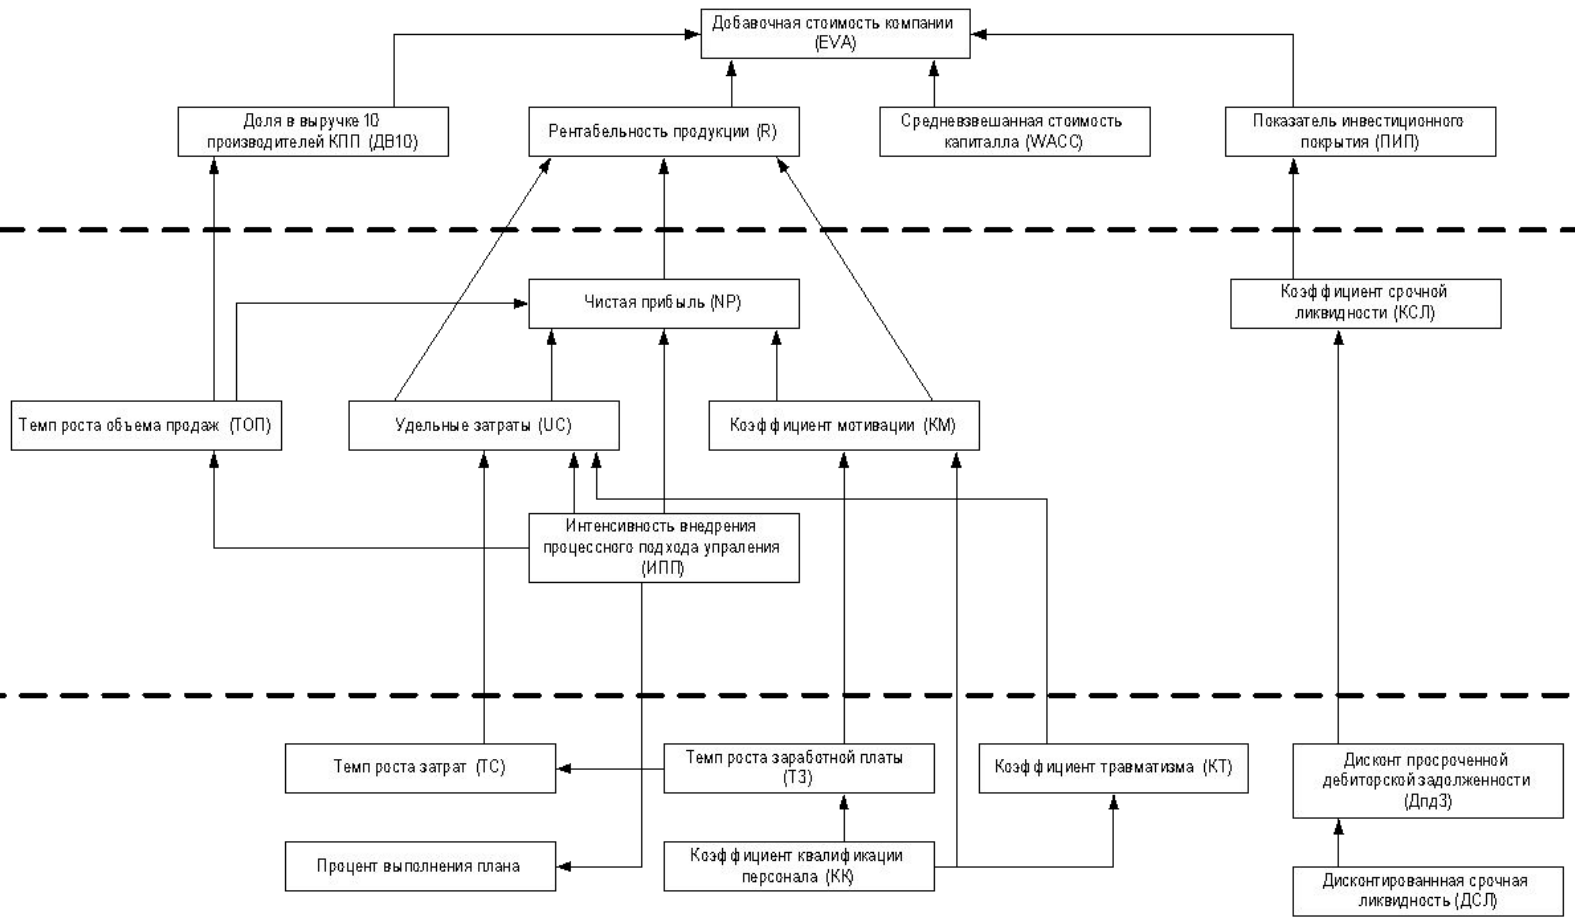 Добавочная стоимость компании
(EVA)
Доля в выручке 10
производителей КПП (ДВ10)
Рентабельность продукции (R)
Средневзвешанная стоимость
капиталла (WACC)
Показатель инвестиционного
покрытия (ПИП)
Чистая прибыль (NP)
Коэффициент срочной
ликвидности (КСЛ)
Темп роста объема продаж (ТОП)
Удельные затраты (UC)
Коэффициент мотивации (КМ)
Интенсивность внедрения
процессного подхода упраления
(ИПП)
Темп роста затрат (ТС)
Темп роста заработной платы
(ТЗ)
Коэффициент травматизма (КТ)
Дисконт просроченной
дебиторской задолженности
(ДпдЗ)
Процент выполнения плана
Коэффициент квалификации
персонала (КК)
Дисконтированнная срочная
ликвидность (ДСЛ)